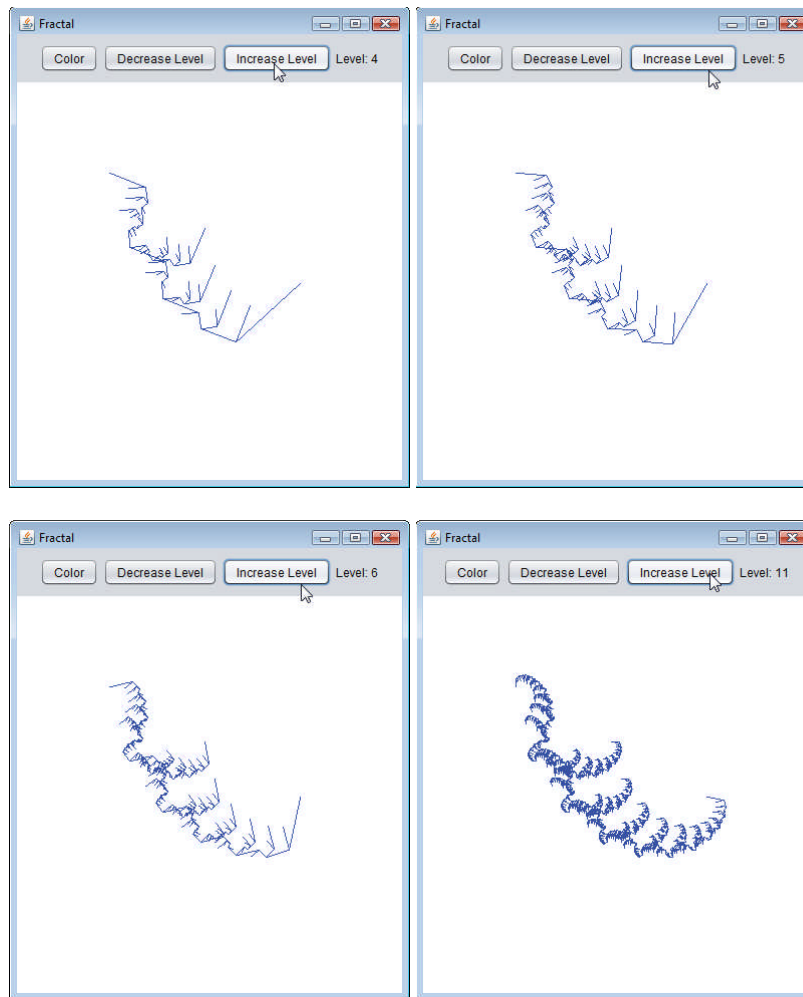 Fractal
Color Decrease Level Increase Level Level: 4
Fractal
Color Decrease Level Increase Level Level: 5
Fractal
Color Decrease Level Increase Level Level: 6
Fractal
Color Decrease Level Increase Level Level: 11